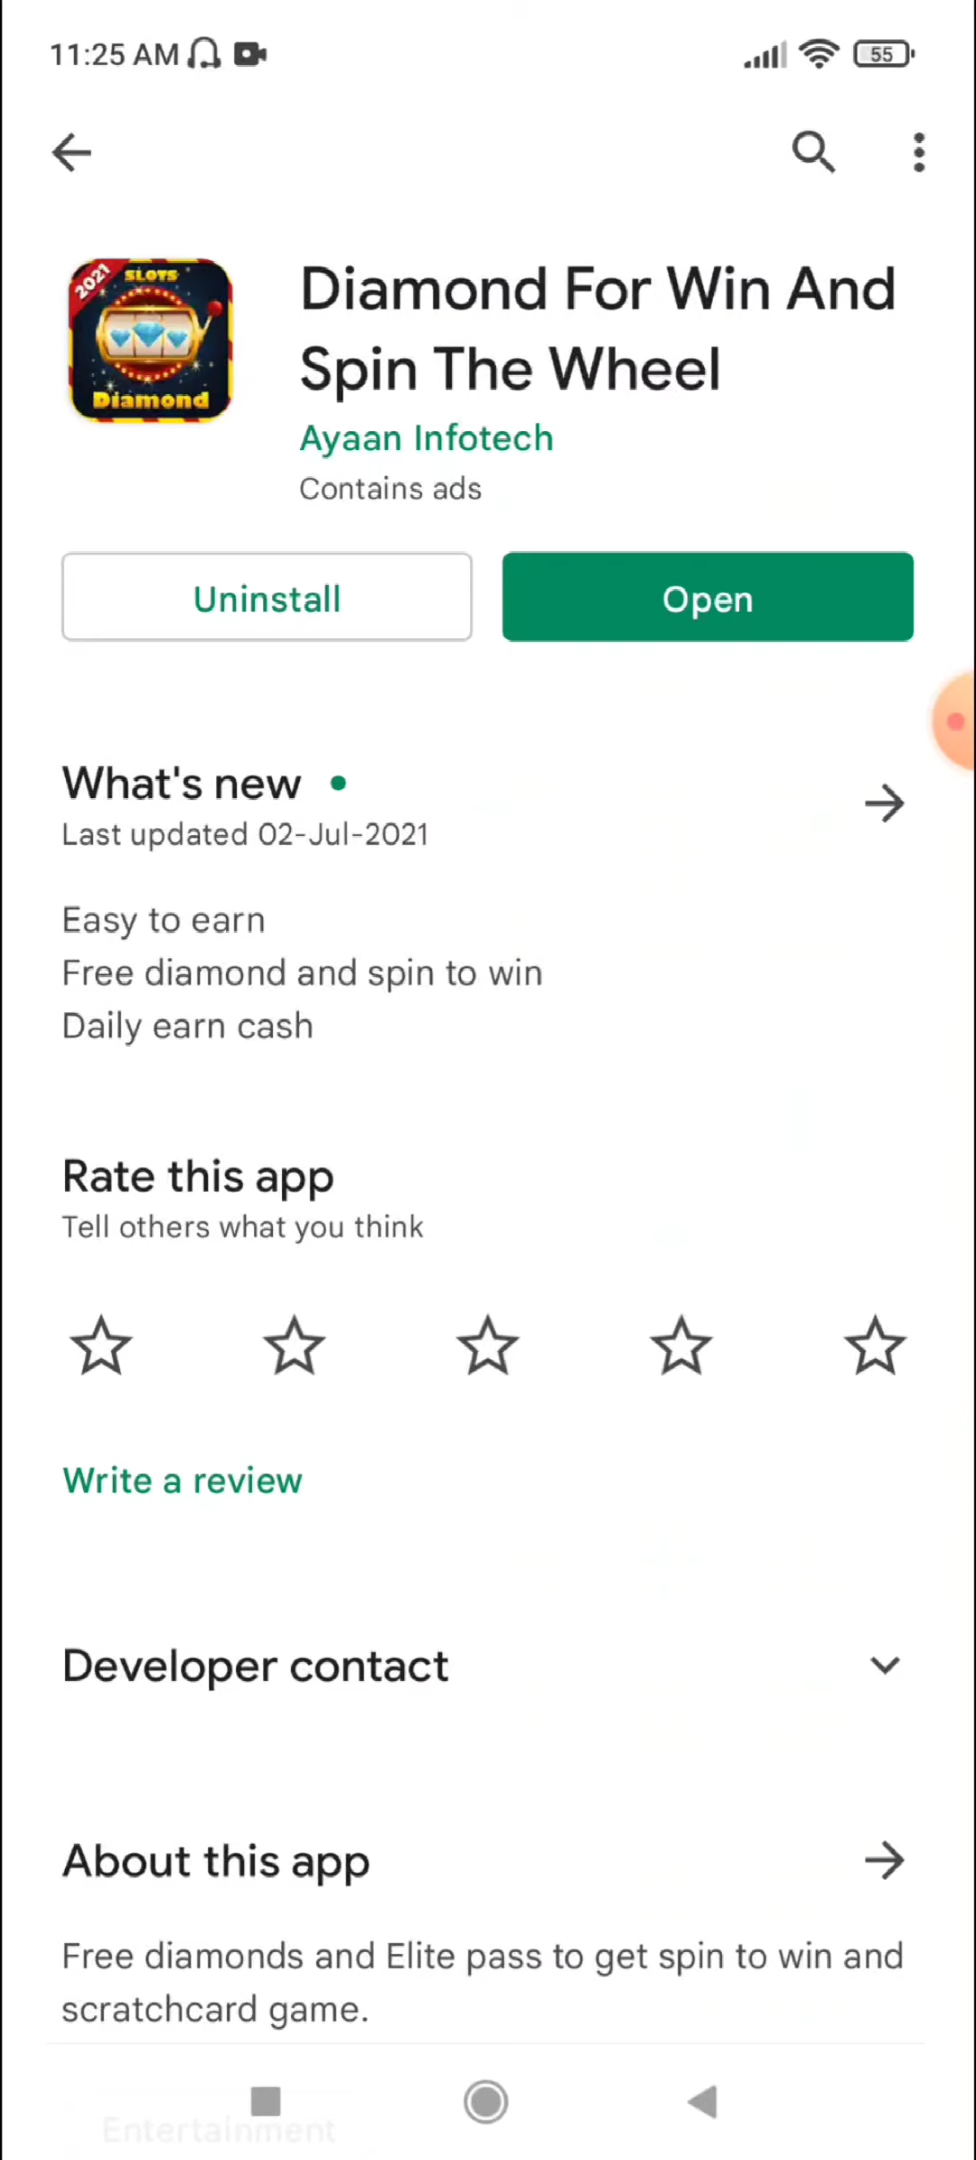 11:25 AM
55
2021
SLOTS
Diamond
Diamond For Win And
Spin The Wheel
Ayaan Infotech
Contains ads
Uninstall
Open
What's new
Last updated 02-Jul-2021
Easy to earn
Free diamond and spin to win
Daily earn cash
Rate this app
Tell others what you think
Write a review
Developer contact
About this app
Free diamonds and Elite pass to get spin to win and
scratchcard game.
Entertainment